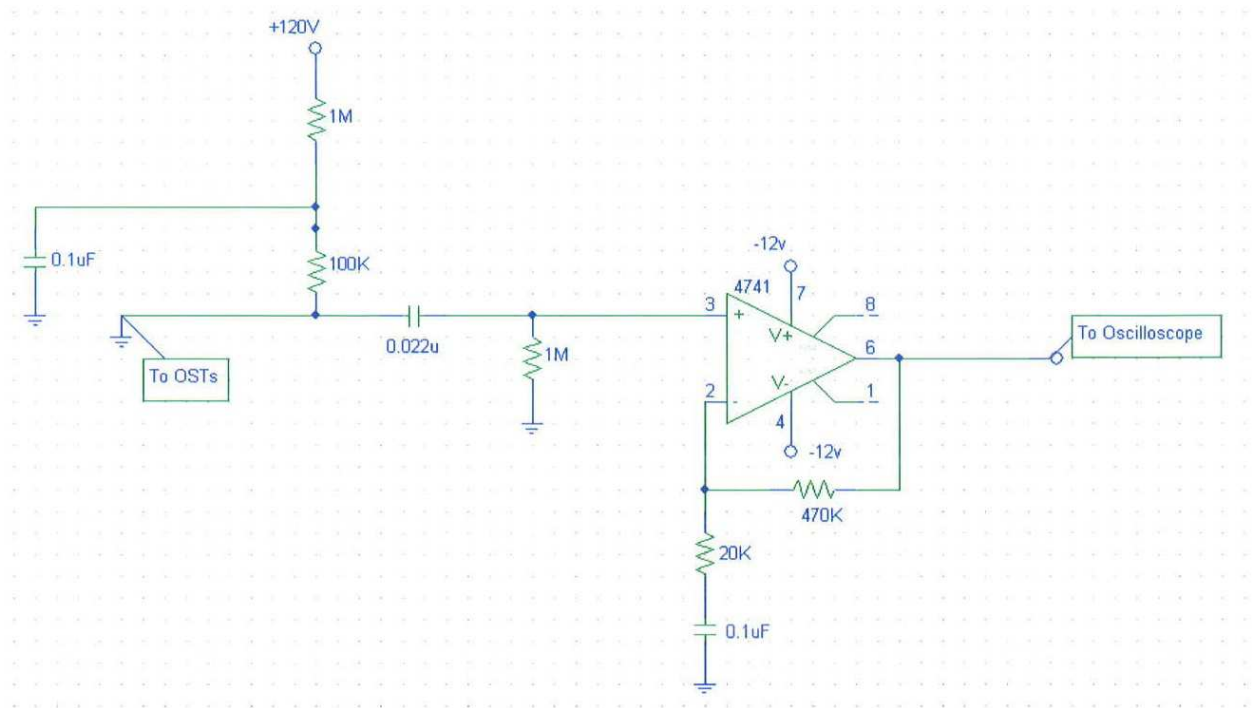 +120V
1M
0.1uF
100K
To OSTs
0.022u
1M
-12v
4741
7
3
+
V+
8
6
To Oscilloscope
2
-
V-
1
4
-12v
470K
20K
0.1uF